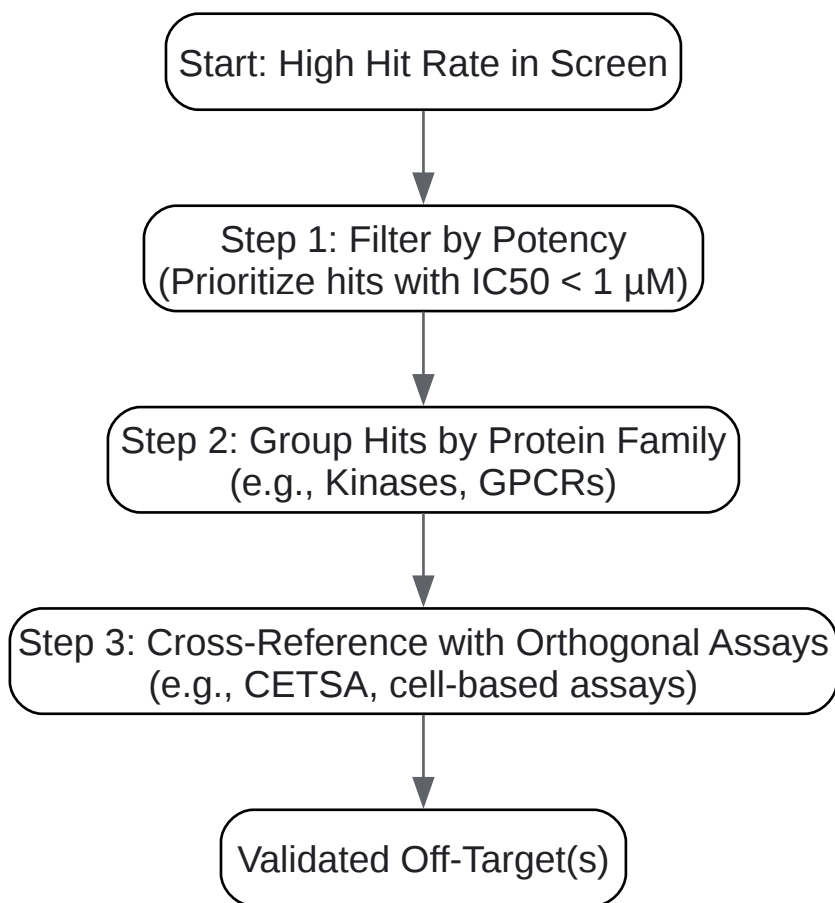 Start: High Hit Rate in Screen
Step 1: Filter by Potency
(Prioritize hits with IC50 < 1 µM)
Step 2: Group Hits by Protein Family
(e.g., Kinases, GPCRs)
Step 3: Cross-Reference with Orthogonal Assays
(e.g., CETSA, cell-based assays)
Validated Off-Target(s)